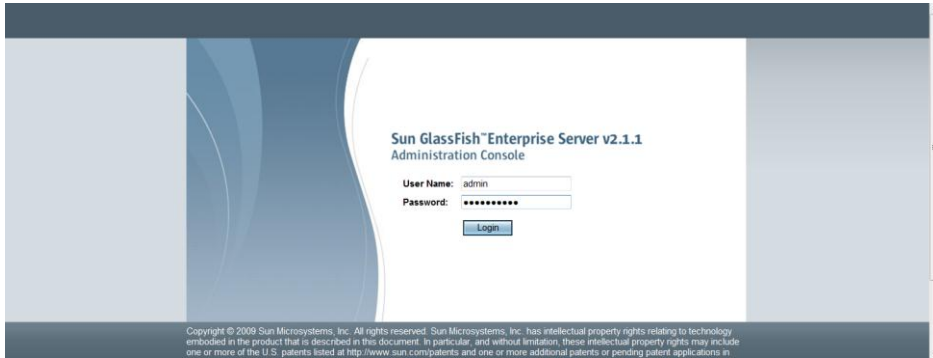 Sun GlassFish™ Enterprise Server v2.1.1
Administration Console
User Name: admin
Password: ••••••••••
Login
Copyright © 2009 Sun Microsystems, Inc. All rights reserved. Sun Microsystems, Inc. has intellectual property rights relating to technology
embodied in the product that is described in this document. In particular, and without limitation, these intellectual property rights may include
one or more of the U.S. patents listed at http://www.sun.com/patents and one or more additional patents or pending patent applications in